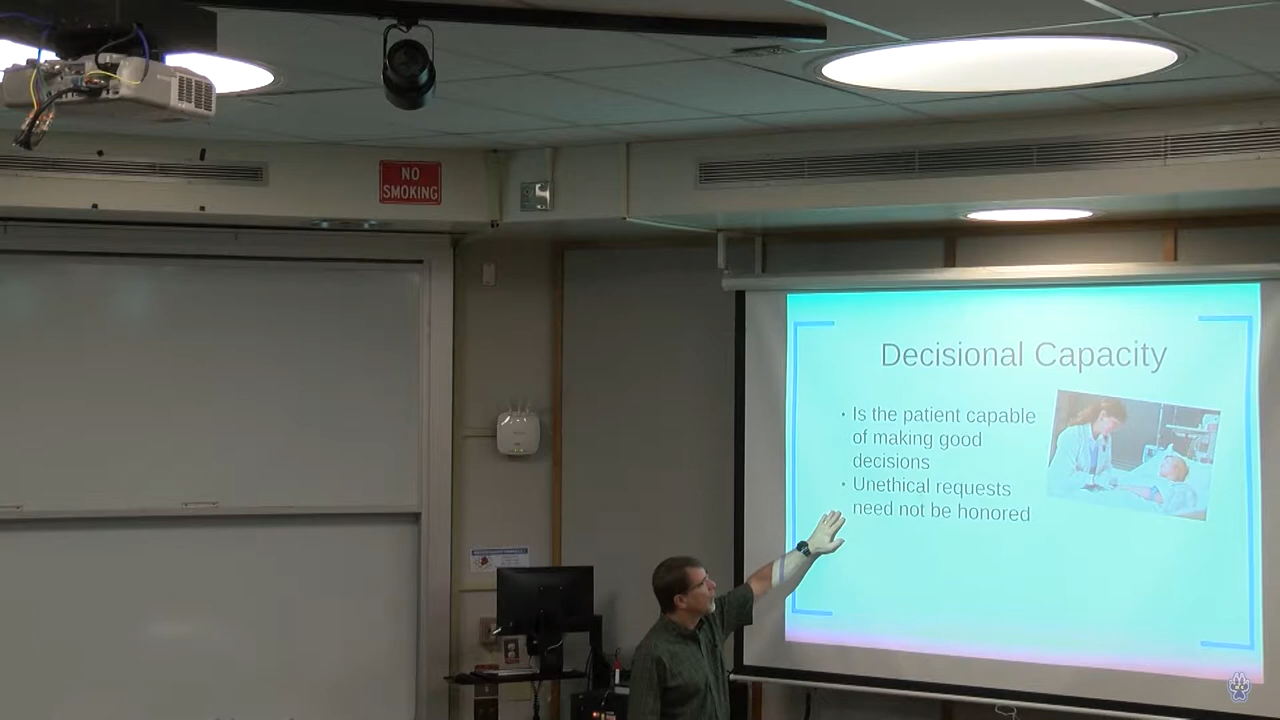 NO
SMOKING
Decisional Capacity
· Is the patient capable
of making good
decisions
· Unethical requests
need not be honored